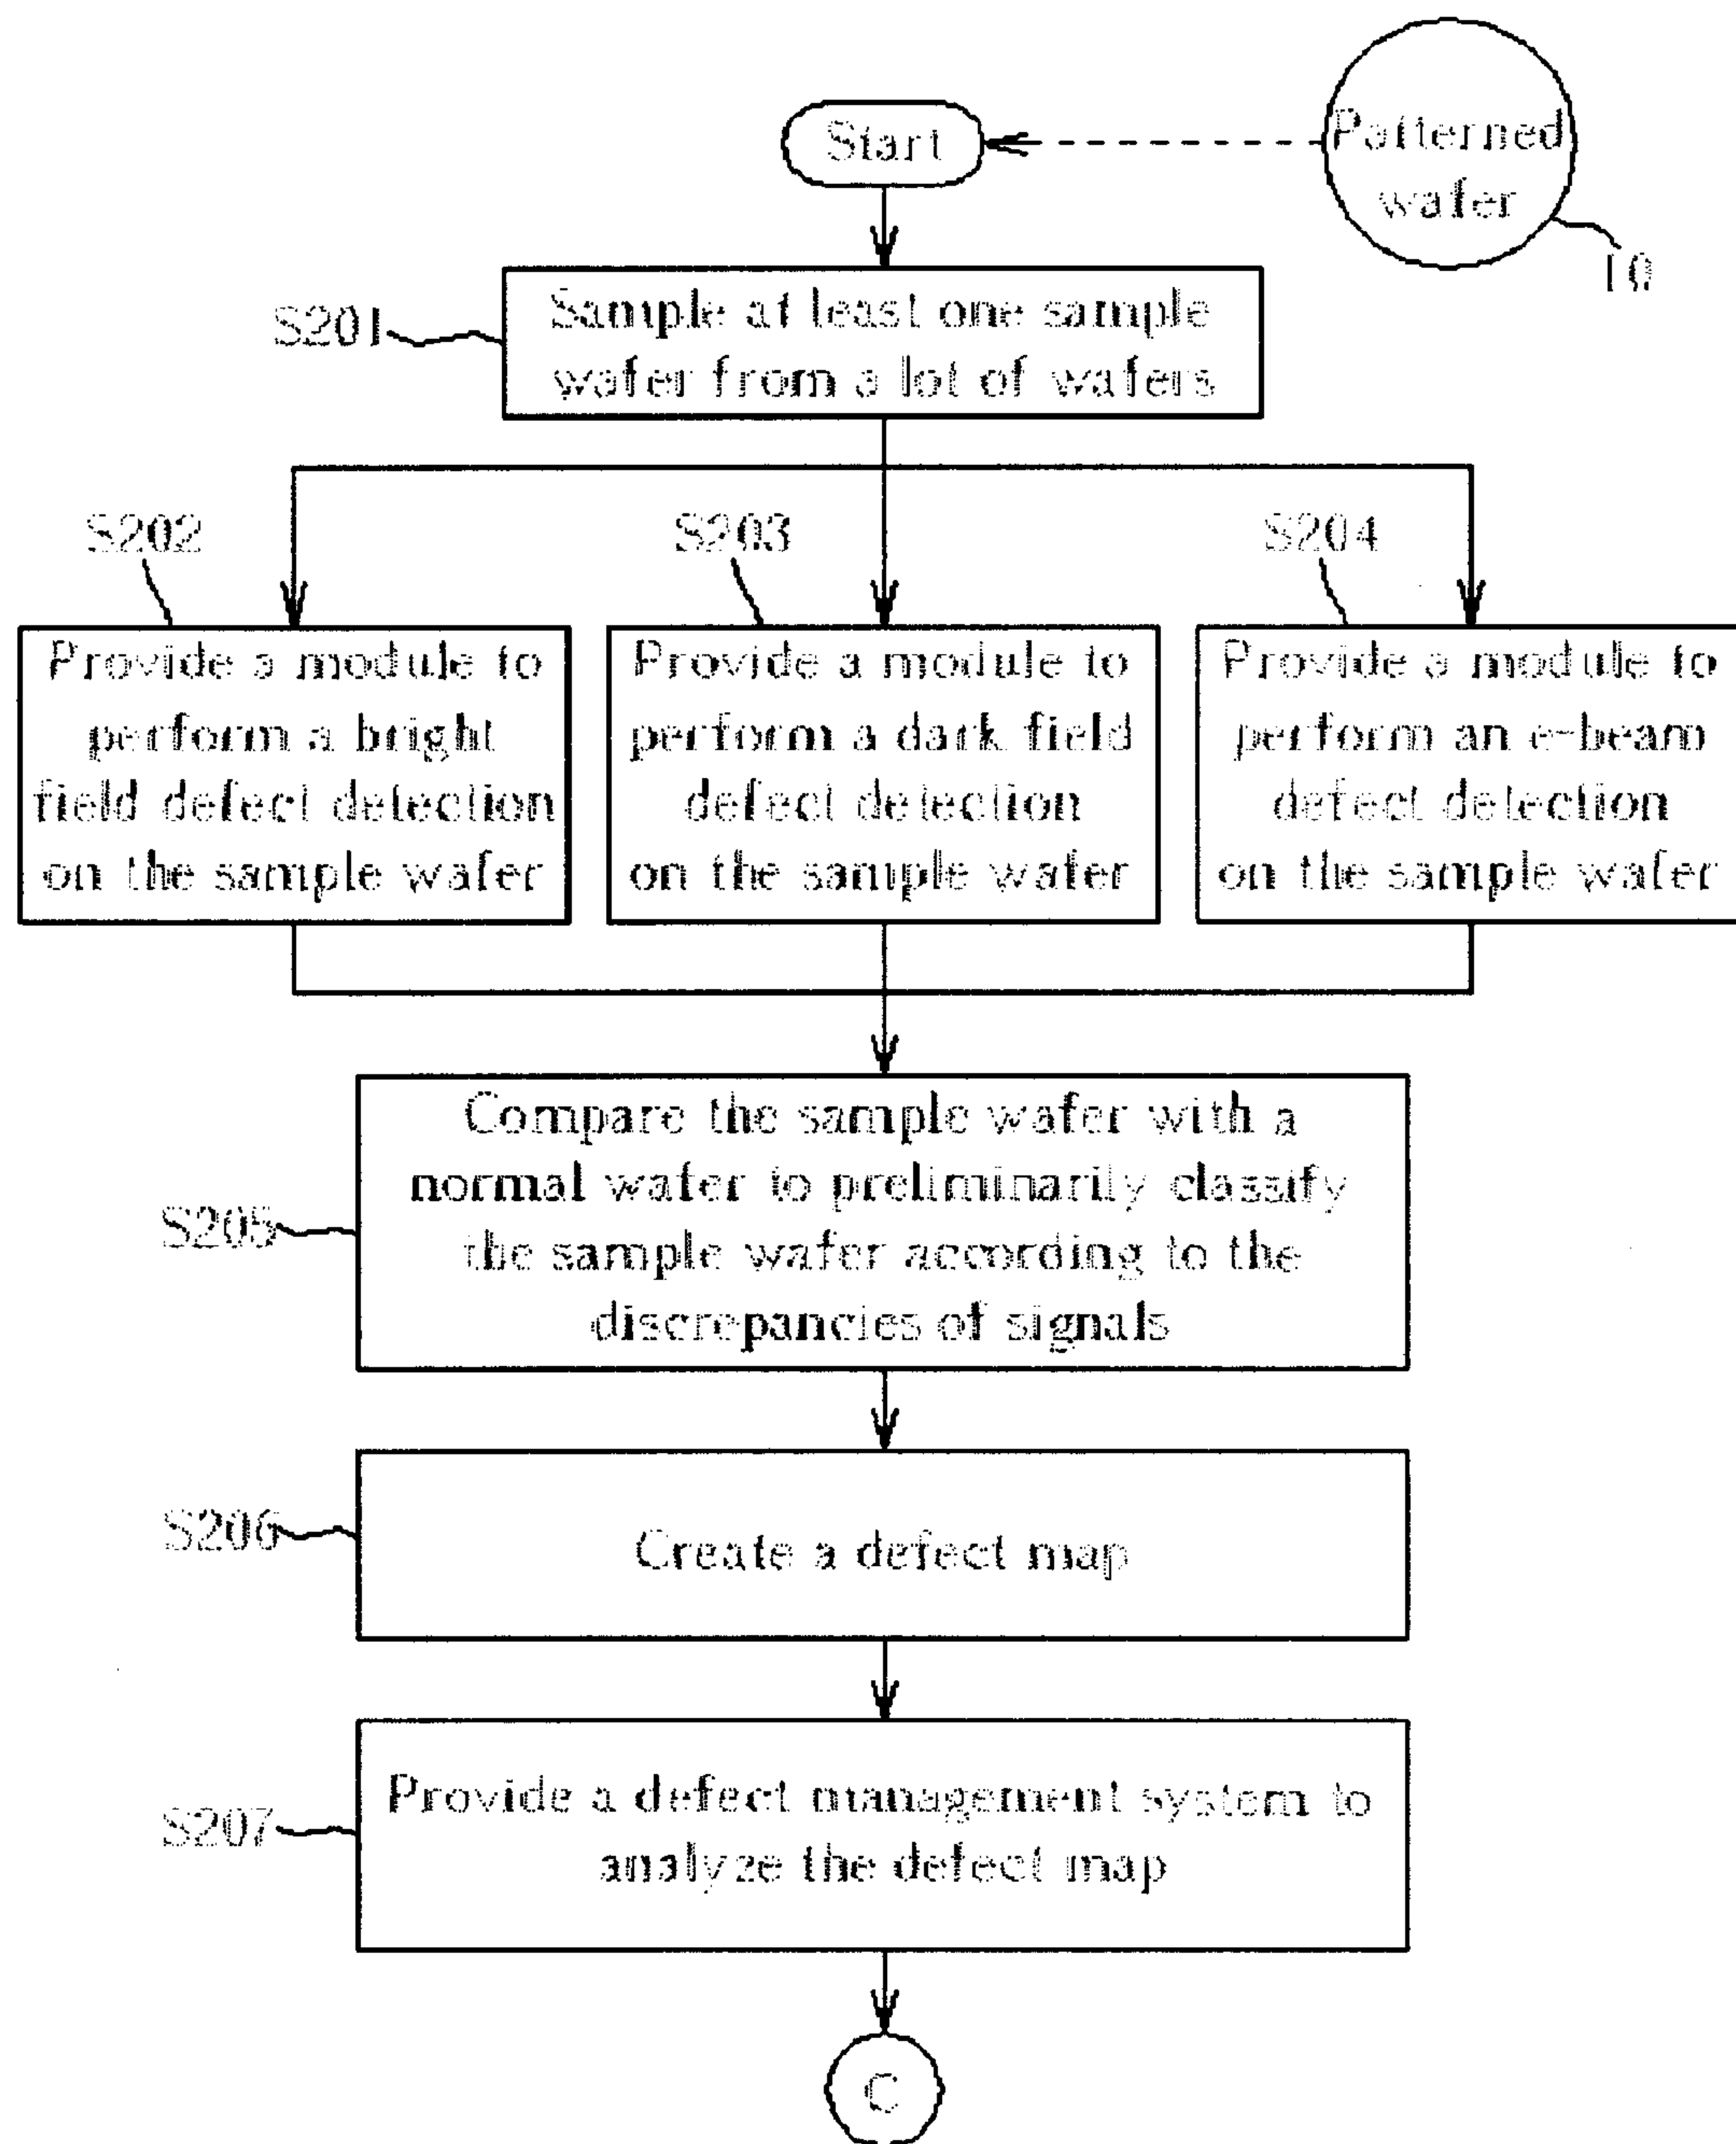 Start
Patterned
wafer
10
S201
Sample at least one sample
wafer from a lot of wafers
S202
Provide a module to
perform a bright
field defect detection
on the sample wafer
S203
Provide a module to
perform a dark field
defect detection
on the sample wafer
S204
Provide a module to
perform an e-beam
defect detection
on the sample wafer
S205
Compare the sample wafer with a
normal wafer to preliminarily classify
the sample wafer according to the
discrepancies of signals
S206
Create a defect map
S207
Provide a defect management system to
analyze the defect map
C